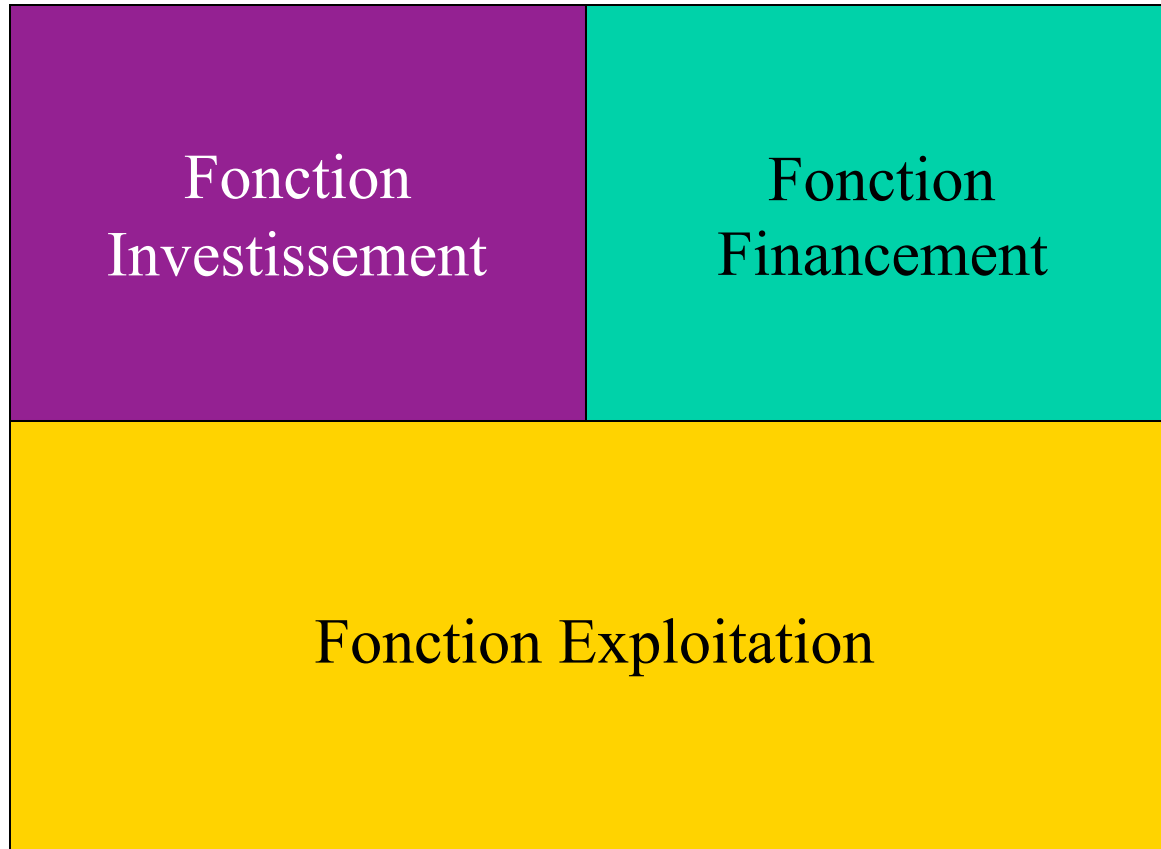 Fonction
Investissement
Fonction
Financement
Fonction Exploitation